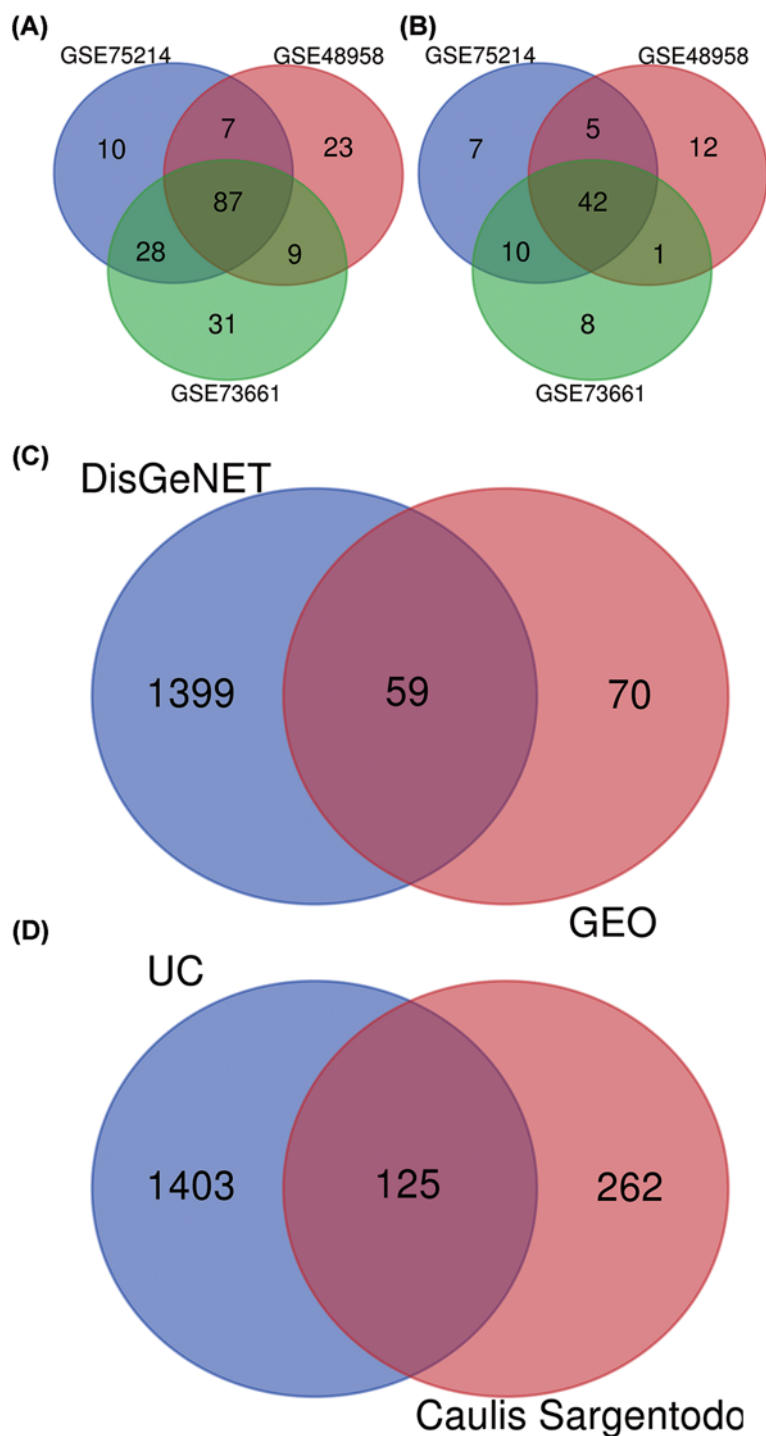 (A)
GSE75214
GSE48958
10
7
23
87
28
9
31
GSE73661
(B)
GSE75214
GSE48958
7
5
12
42
10
1
8
GSE73661
(C)
DisGeNET
1399
59
70
GEO
(D)
UC
1403
125
262
Caulis Sargentodo